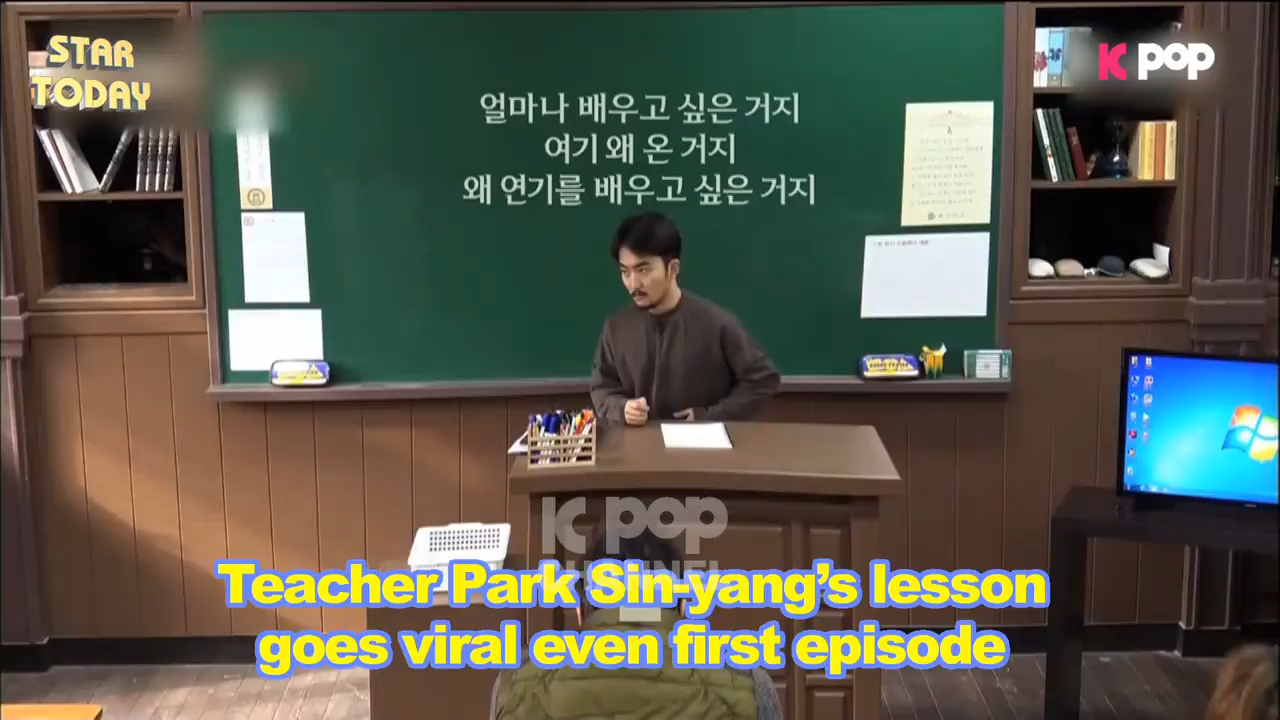 STAR
TODAY
K pop
얼마나 배우고 싶은 거지
여기 왜 온 거지
왜 연기를 배우고 싶은 거지
K pop
CHANNEL
Teacher Park Sin-yang’s lesson
goes viral even first episode